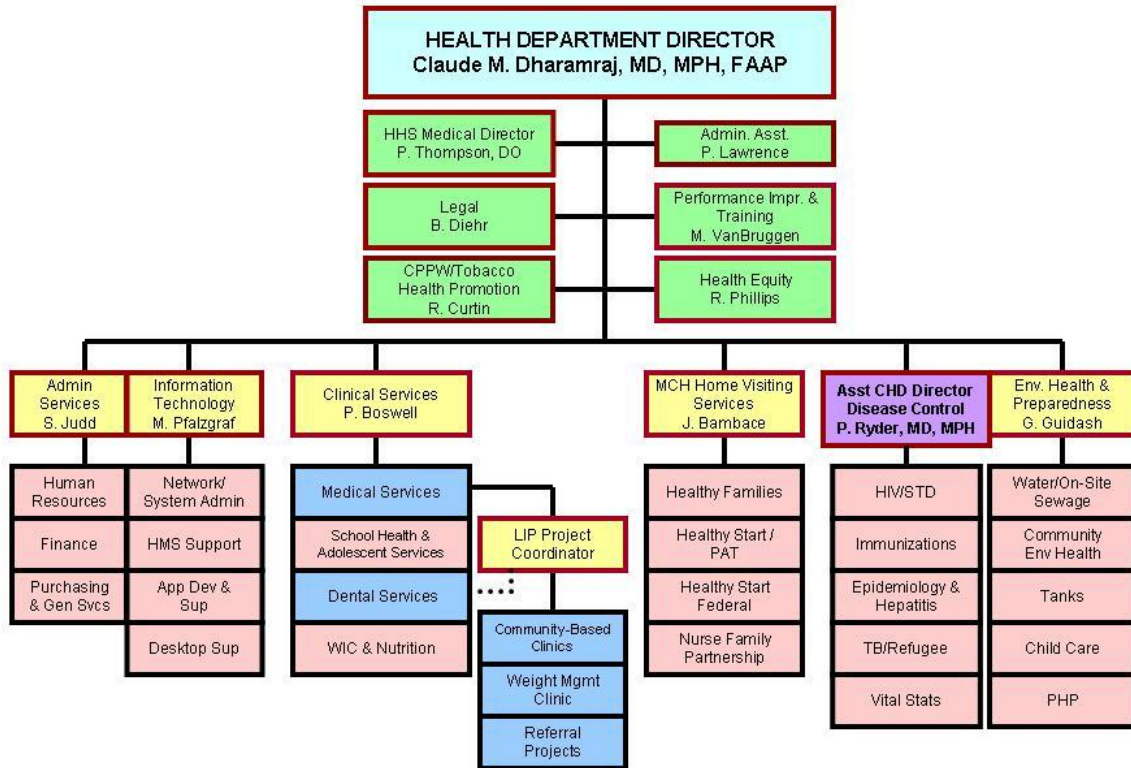 HEALTH DEPARTMENT DIRECTOR
Claude M. Dharamraj, MD, MPH, FAAP
HHS Medical Director
P. Thompson, DO
Admin. Asst.
P. Lawrence
Legal
B. Diehr
Performance Impr. &
Training
M. VanBruggen
CPPW/Tobacco
Health Promotion
R. Curtin
Health Equity
R. Phillips
Admin
Services
S. Judd
Information
Technology
M. Pfalzgraf
Clinical Services
P. Boswell
MCH Home Visiting
Services
J. Bambace
Asst CHD Director
Disease Control
P. Ryder, MD, MPH
Env. Health &
Preparedness
G. Guidash
Human
Resources
Finance
Purchasing
& Gen Svcs
Network/
System Admin
HMS Support
App Dev &
Sup
Desktop Sup
Medical Services
School Health &
Adolescent Services
Dental Services
WIC & Nutrition
LIP Project
Coordinator
Community-Based
Clinics
Weight Mgmt
Clinic
Referral
Projects
Healthy Families
Healthy Start /
PAT
Healthy Start
Federal
Nurse Family
Partnership
HIV/STD
Immunizations
Epidemiology &
Hepatitis
TB/Refugee
Vital Stats
Water/On-Site
Sewage
Community
Env Health
Tanks
Child Care
PHP